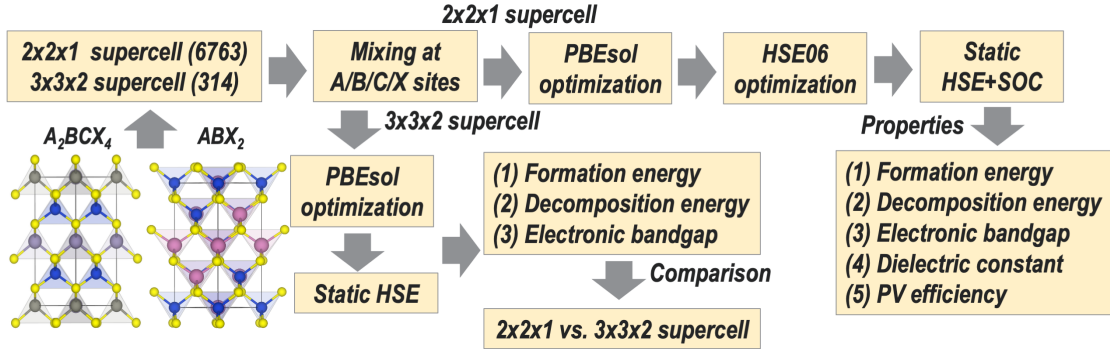 2x2x1 supercell
2x2x1 supercell (6763)
3x3x2 supercell (314)
Mixing at
A/B/C/X sites
PBEsol
optimization
HSE06
optimization
Static
HSE+SOC
3x3x2 supercell
Properties
A₂BCX₄
ABX₂
PBEsol
optimization
Static HSE
(1) Formation energy
(2) Decomposition energy
(3) Electronic bandgap
Comparison
2x2x1 vs. 3x3x2 supercell
(1) Formation energy
(2) Decomposition energy
(3) Electronic bandgap
(4) Dielectric constant
(5) PV efficiency